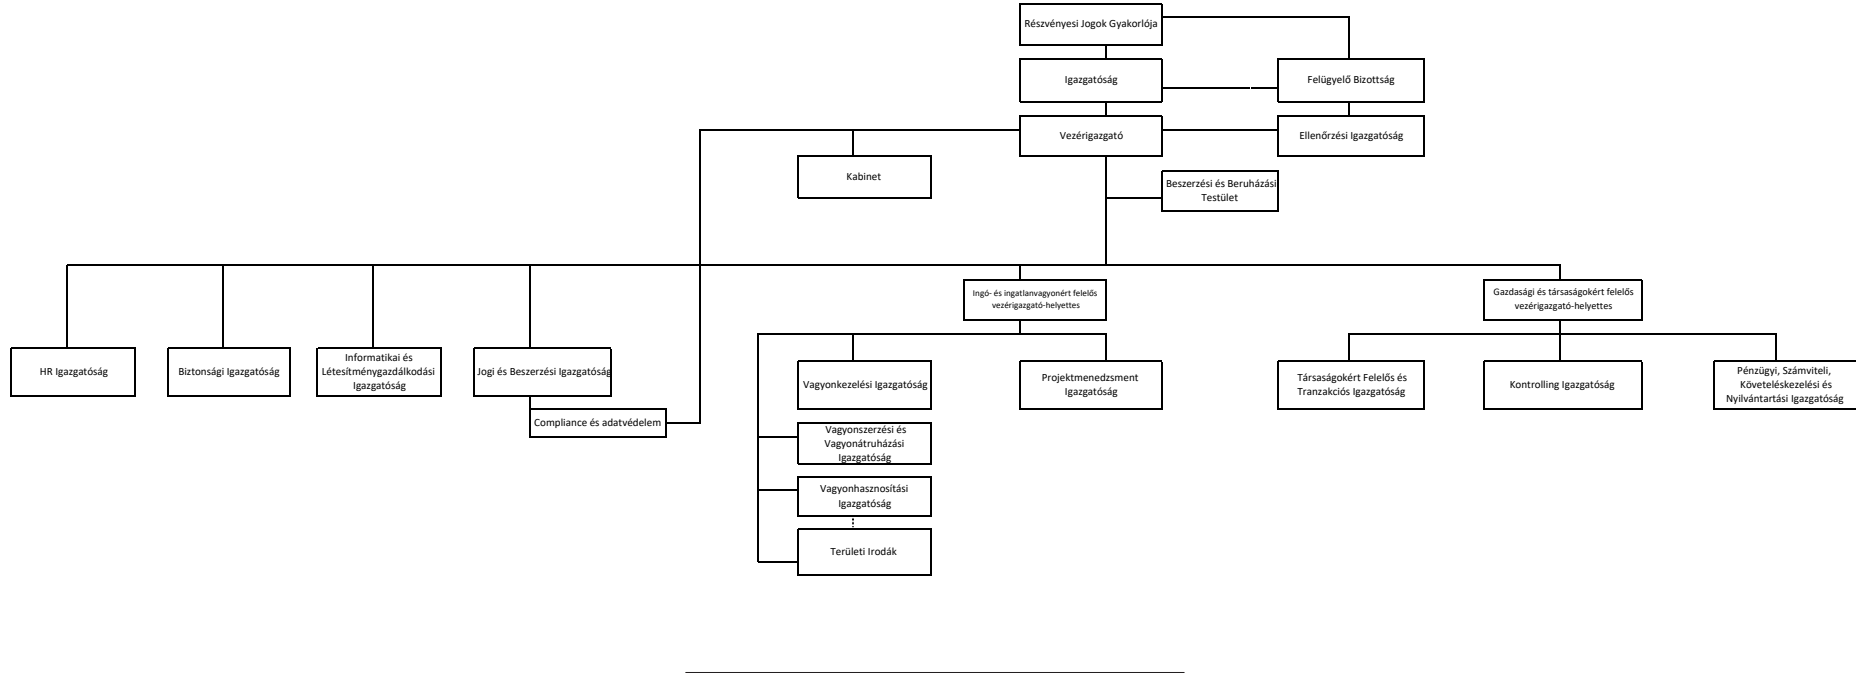 Részvényesi Jogok Gyakorlója
Igazgatóság
Felügyelő Bizottság
Vezérigazgató
Ellenőrzési Igazgatóság
Kabinet
Beszerzési és Beruházási
Testület
Ingó- és ingatlanvagyonért felelős
vezérigazgató-helyettes
Gazdasági és társaságokért felelős
vezérigazgató-helyettes
HR Igazgatóság
Biztonsági Igazgatóság
Informatikai és
Létesítménygazdálkodási
Igazgatóság
Jogi és Beszerzési Igazgatóság
Compliance és adatvédelem
Vagyonkezelési Igazgatóság
Projektmenedzsment
Igazgatóság
Társaságokért Felelős és
Tranzakciós Igazgatóság
Kontrolling Igazgatóság
Pénzügyi, Számviteli,
Követeléskezelési és
Nyilvántartási Igazgatóság
Vagyonszerzési és
Vagyonátruházási
Igazgatóság
Vagyonhasznosítási
Igazgatóság
Területi Irodák